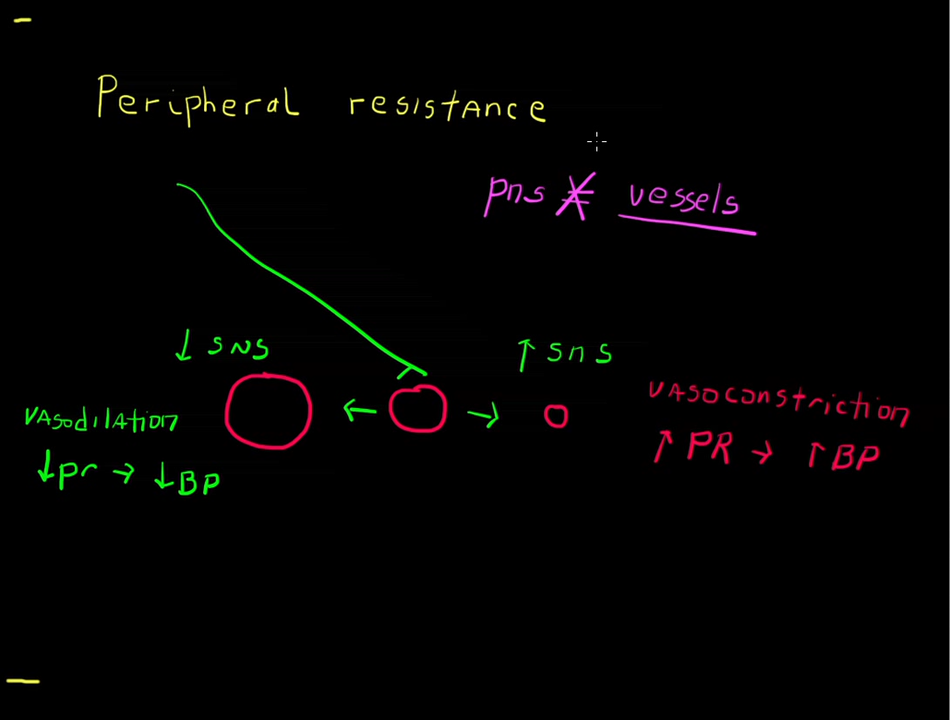 Peripheral resistance
pns vessels
↓ SNS
↑ sns
vasodilation
↓pr → ↓BP
vasoconstriction
↑ PR → ↑BP